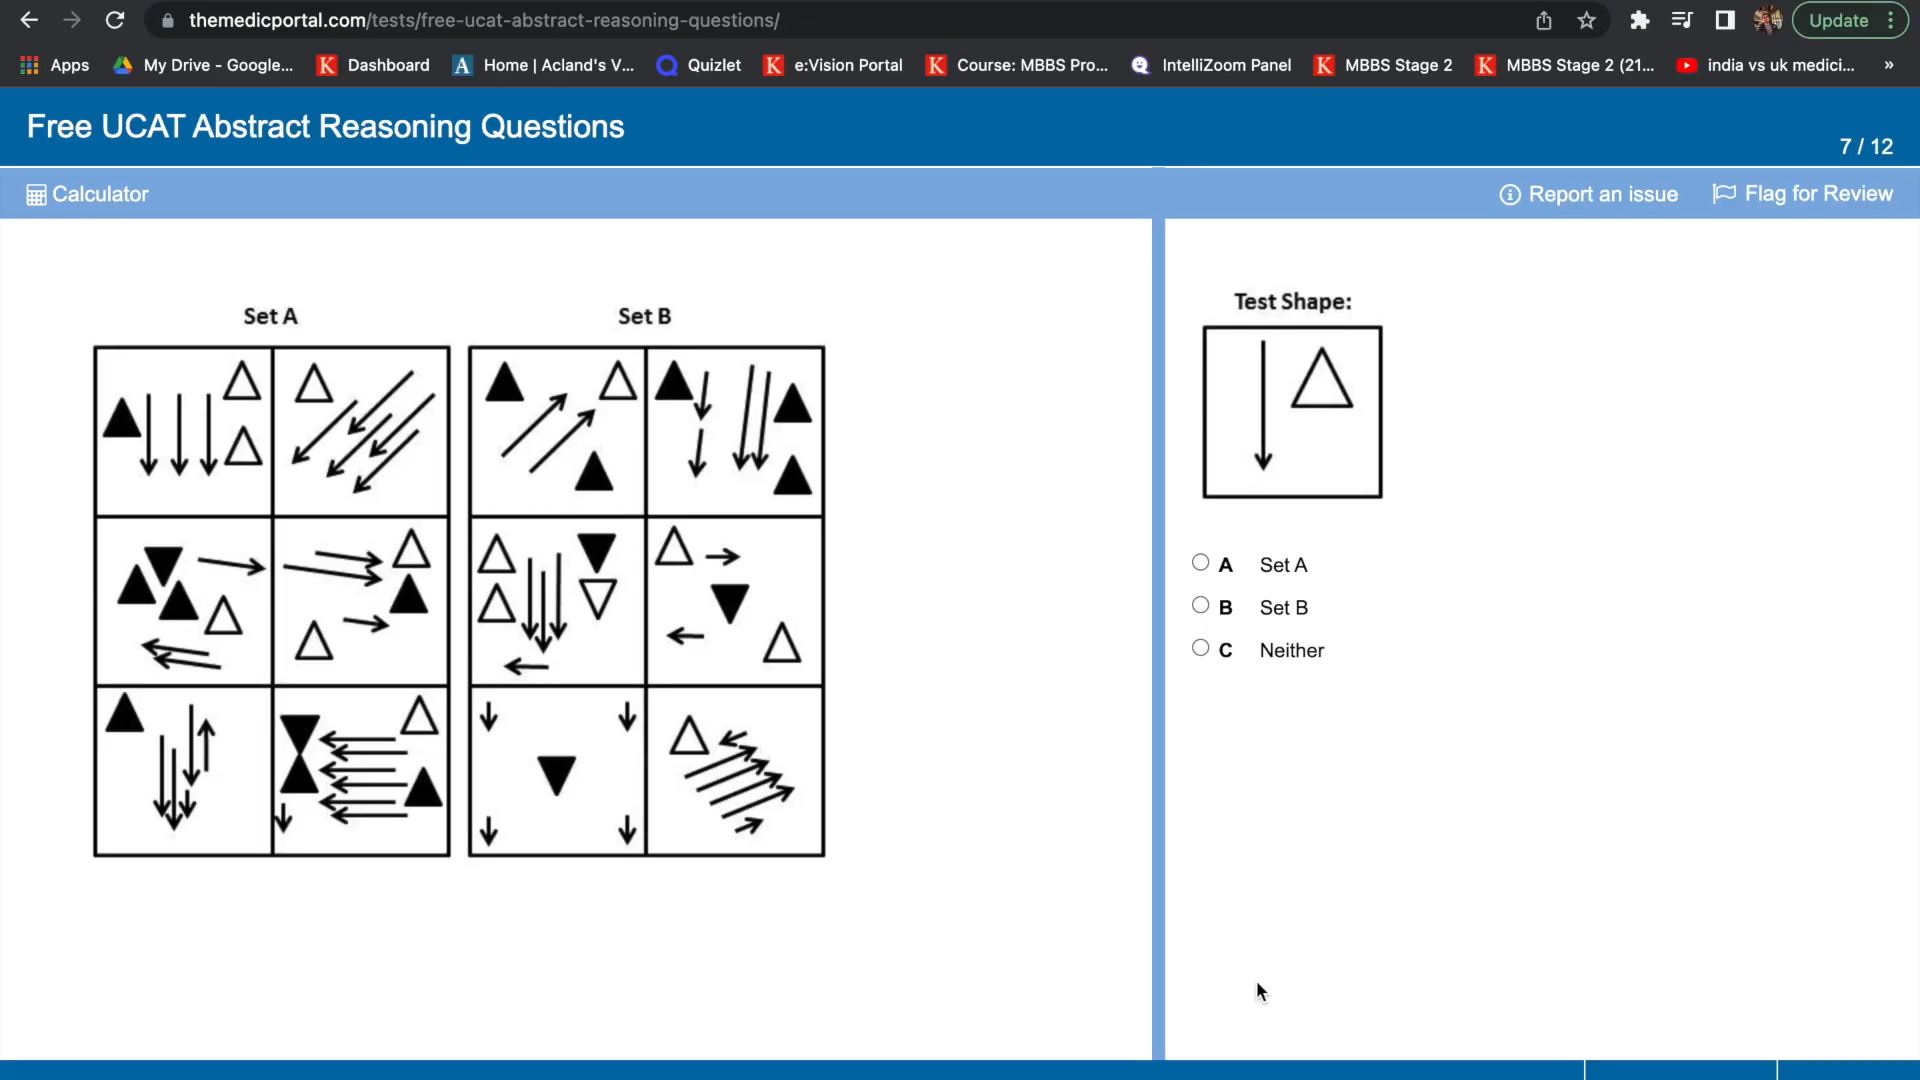 themedicportal.com/tests/free-ucat-abstract-reasoning-questions/
Update
Apps
My Drive - Google...
K Dashboard
A Home | Acland's V...
Quizlet
K e:Vision Portal
K Course: MBBS Pro...
IntelliZoom Panel
K MBBS Stage 2
K MBBS Stage 2 (21...
india vs uk medici...
»
Free UCAT Abstract Reasoning Questions
7 / 12
Calculator
Report an issue
Flag for Review
Set A
Set B
Test Shape:
A Set A
B Set B
C Neither